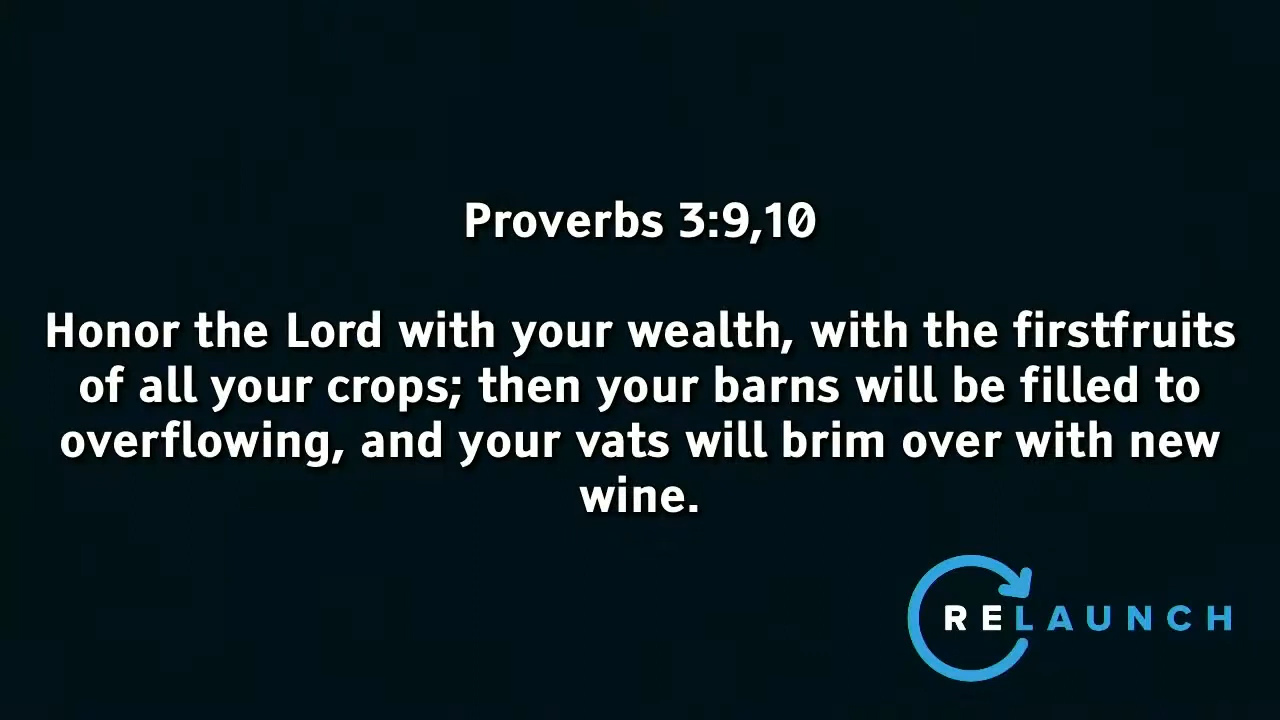 Proverbs 3:9,10
Honor the Lord with your wealth, with the firstfruits
of all your crops; then your barns will be filled to
overflowing, and your vats will brim over with new
wine.
RELAUNCH